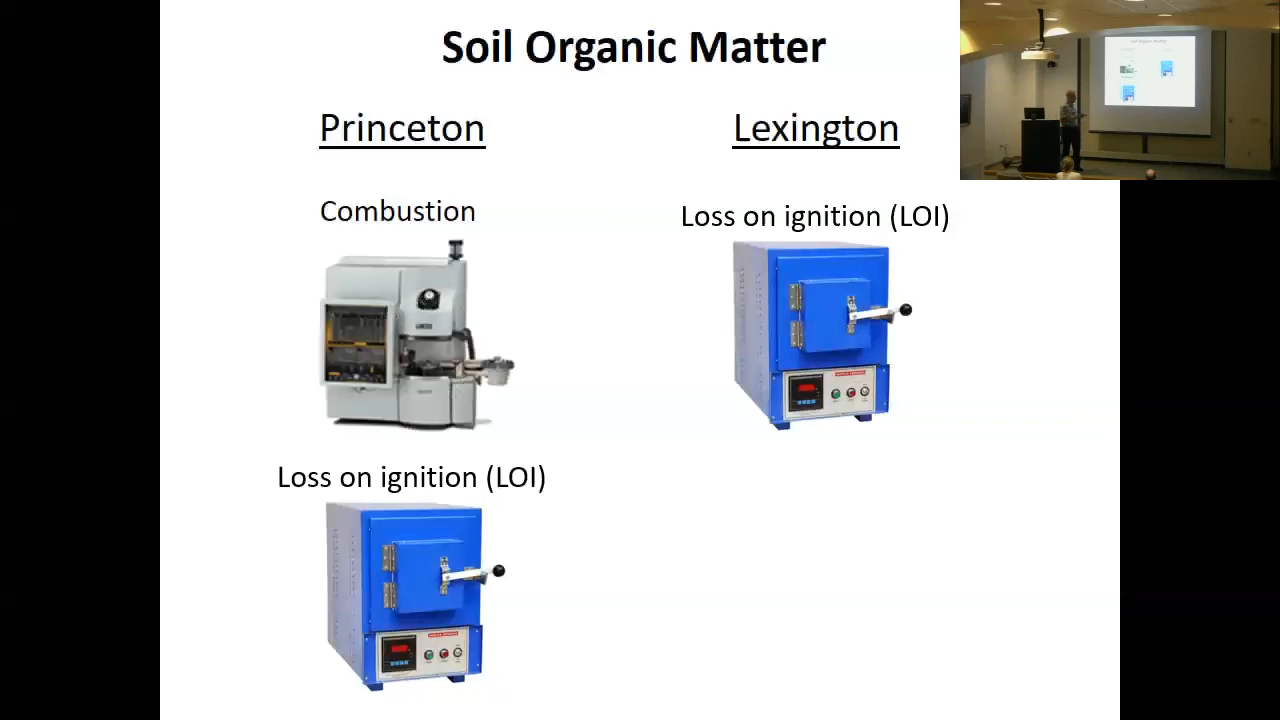 Soil Organic Matter
Princeton
Lexington
Combustion
Loss on ignition (LOI)
Loss on ignition (LOI)